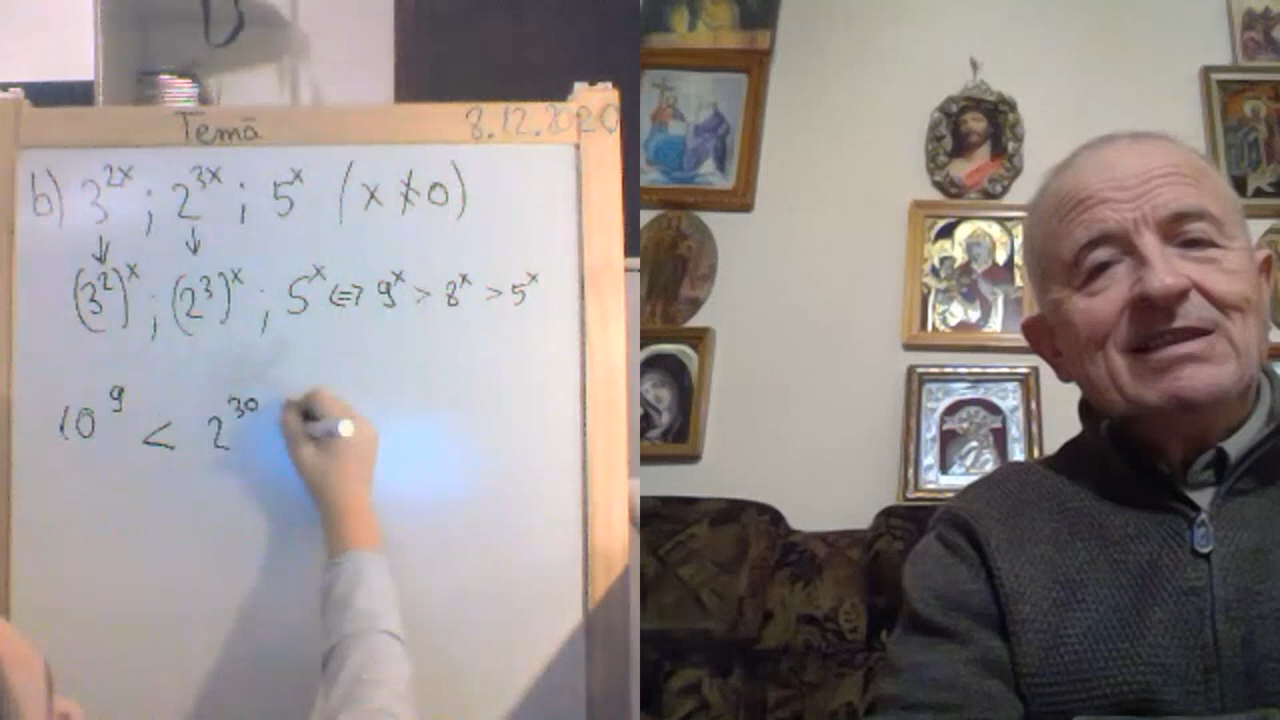 Temă 8.12.2020
b) 3^{2x} ; 2^{3x} ; 5^x (x ≠ 0)
↓ ↓
(3^2)^x ; (2^3)^x ; 5^x ⇔ 9^x > 8^x > 5^x
10^9 < 2^{30}